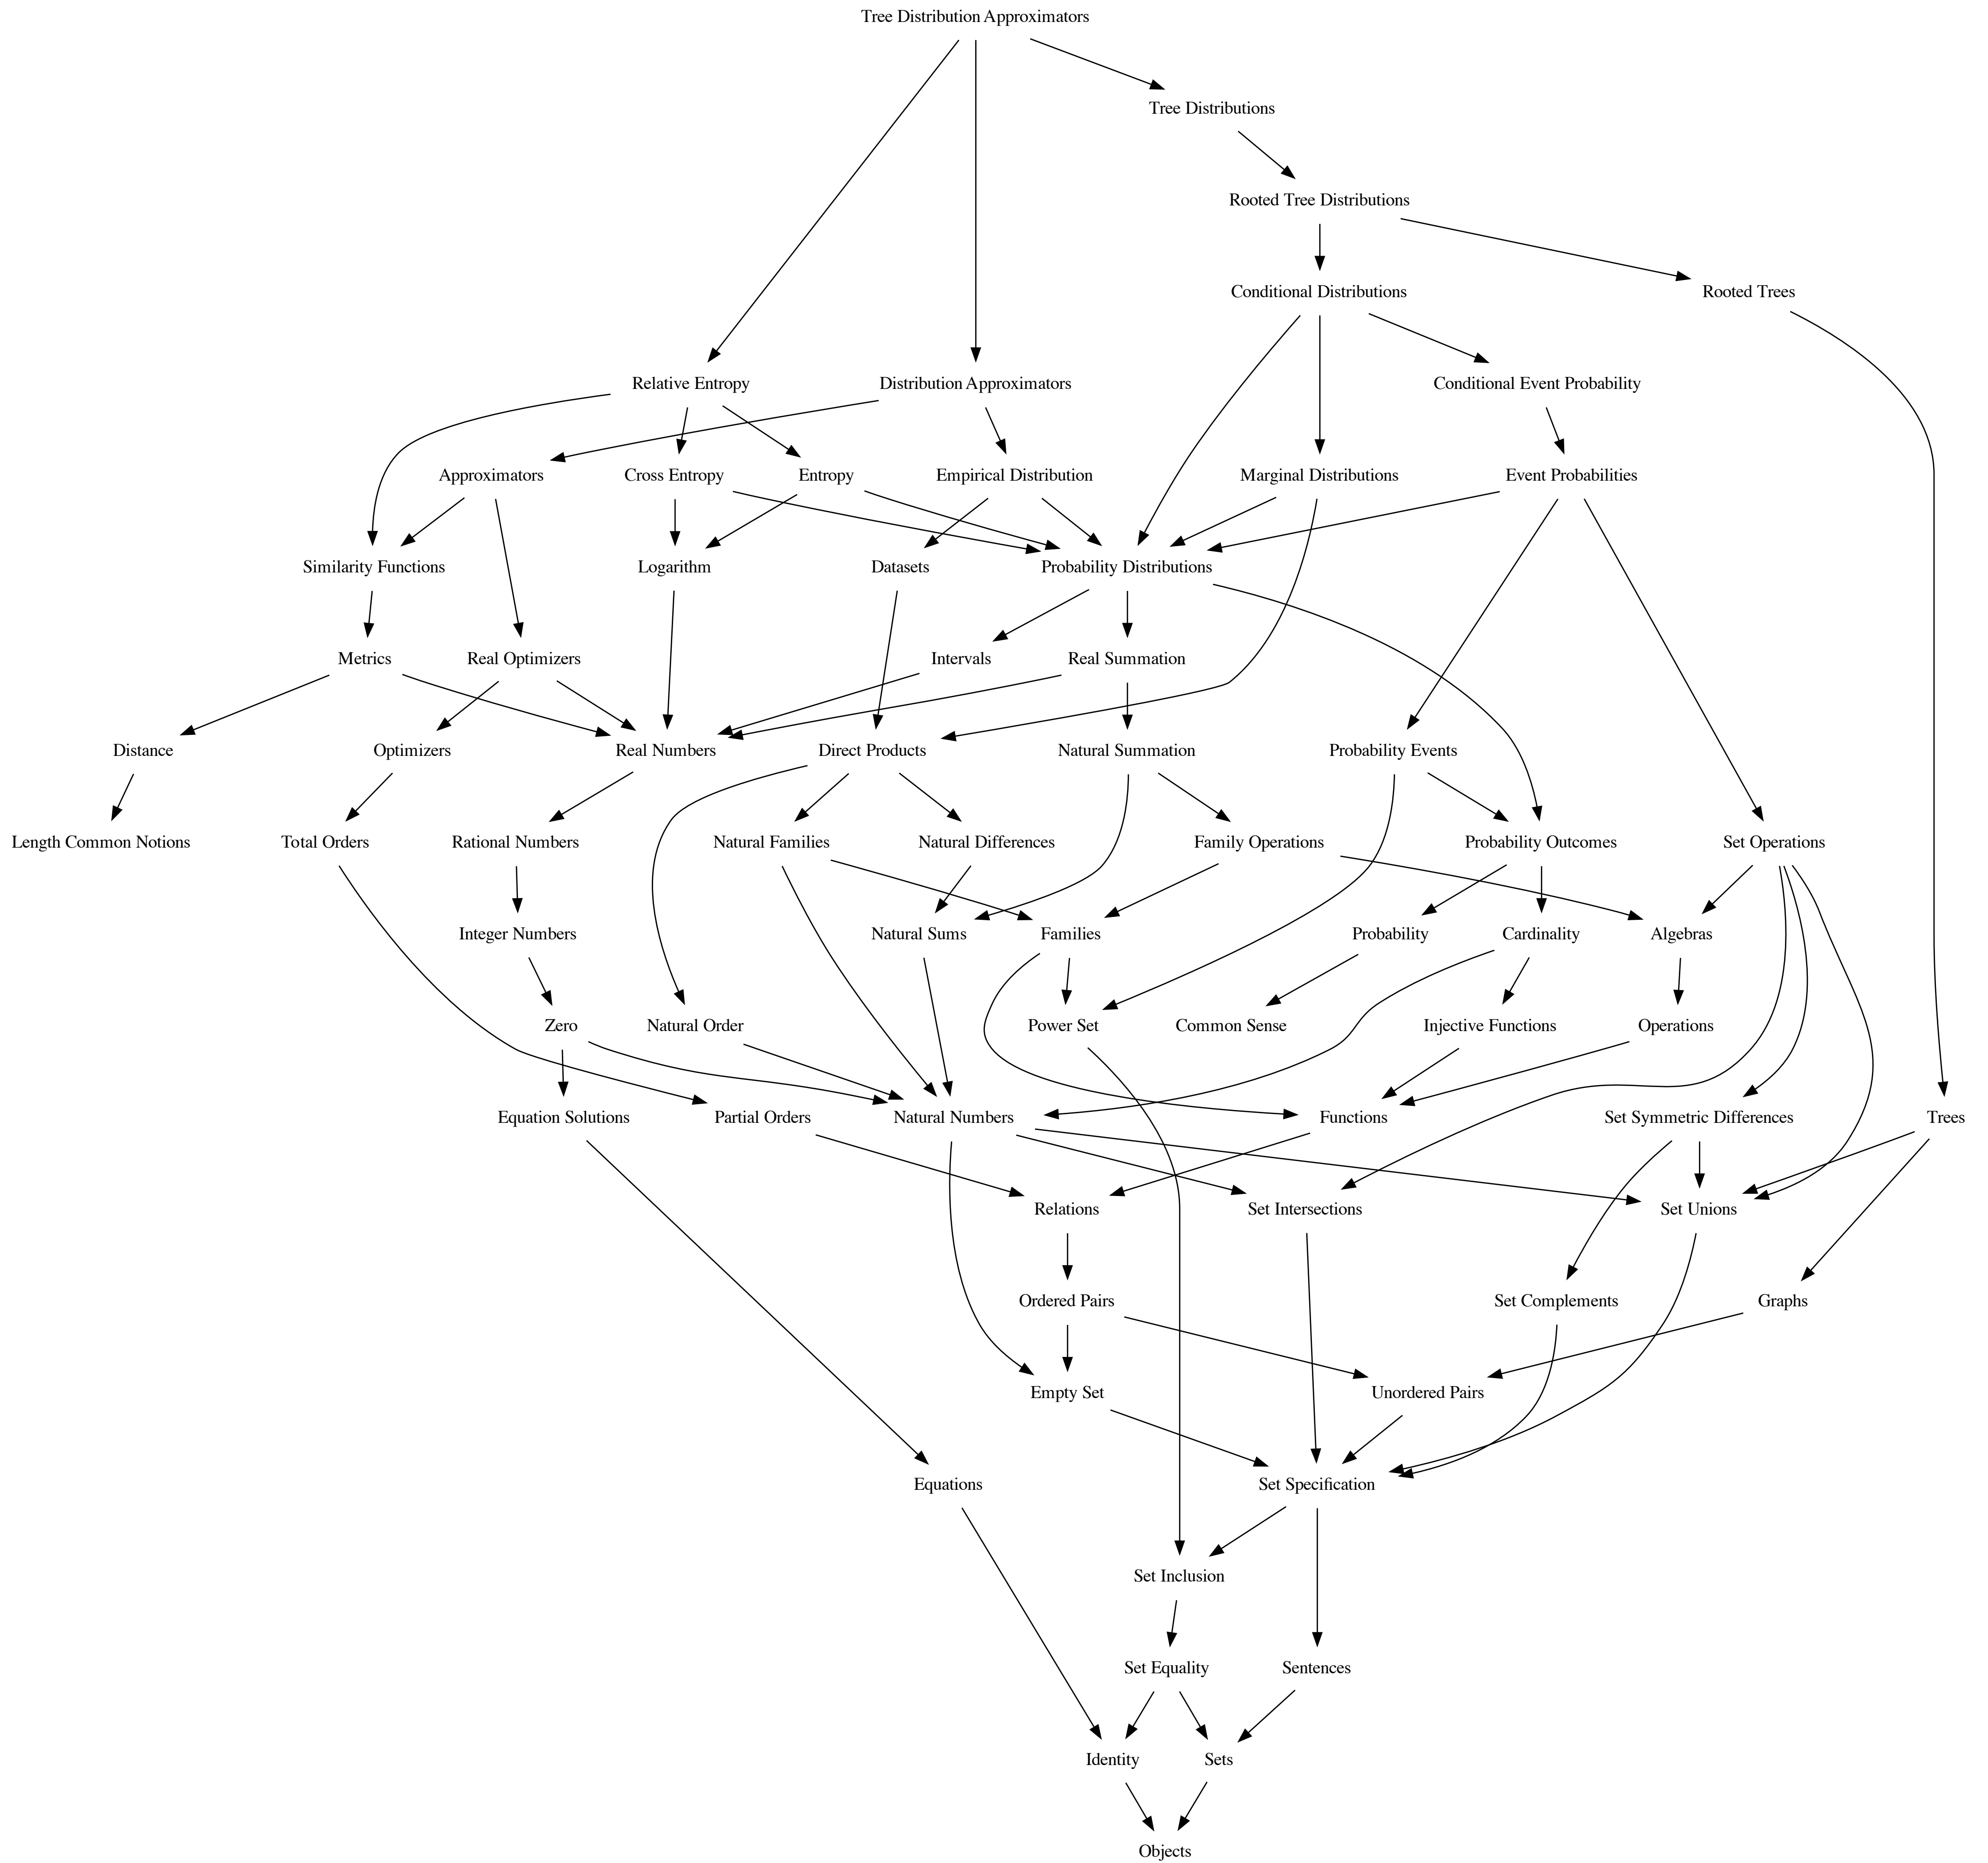 Tree Distribution Approximators
Tree Distributions
Rooted Tree Distributions
Conditional Distributions
Rooted Trees
Relative Entropy
Distribution Approximators
Conditional Event Probability
Approximators
Cross Entropy
Entropy
Empirical Distribution
Marginal Distributions
Event Probabilities
Similarity Functions
Logarithm
Datasets
Probability Distributions
Metrics
Real Optimizers
Intervals
Real Summation
Distance
Optimizers
Real Numbers
Direct Products
Natural Summation
Probability Events
Length Common Notions
Total Orders
Rational Numbers
Natural Families
Natural Differences
Family Operations
Probability Outcomes
Set Operations
Integer Numbers
Natural Sums
Families
Probability
Cardinality
Algebras
Zero
Natural Order
Power Set
Common Sense
Injective Functions
Operations
Equation Solutions
Partial Orders
Natural Numbers
Functions
Set Symmetric Differences
Trees
Relations
Set Intersections
Set Unions
Ordered Pairs
Set Complements
Graphs
Empty Set
Unordered Pairs
Equations
Set Specification
Set Inclusion
Set Equality
Sentences
Identity
Sets
Objects